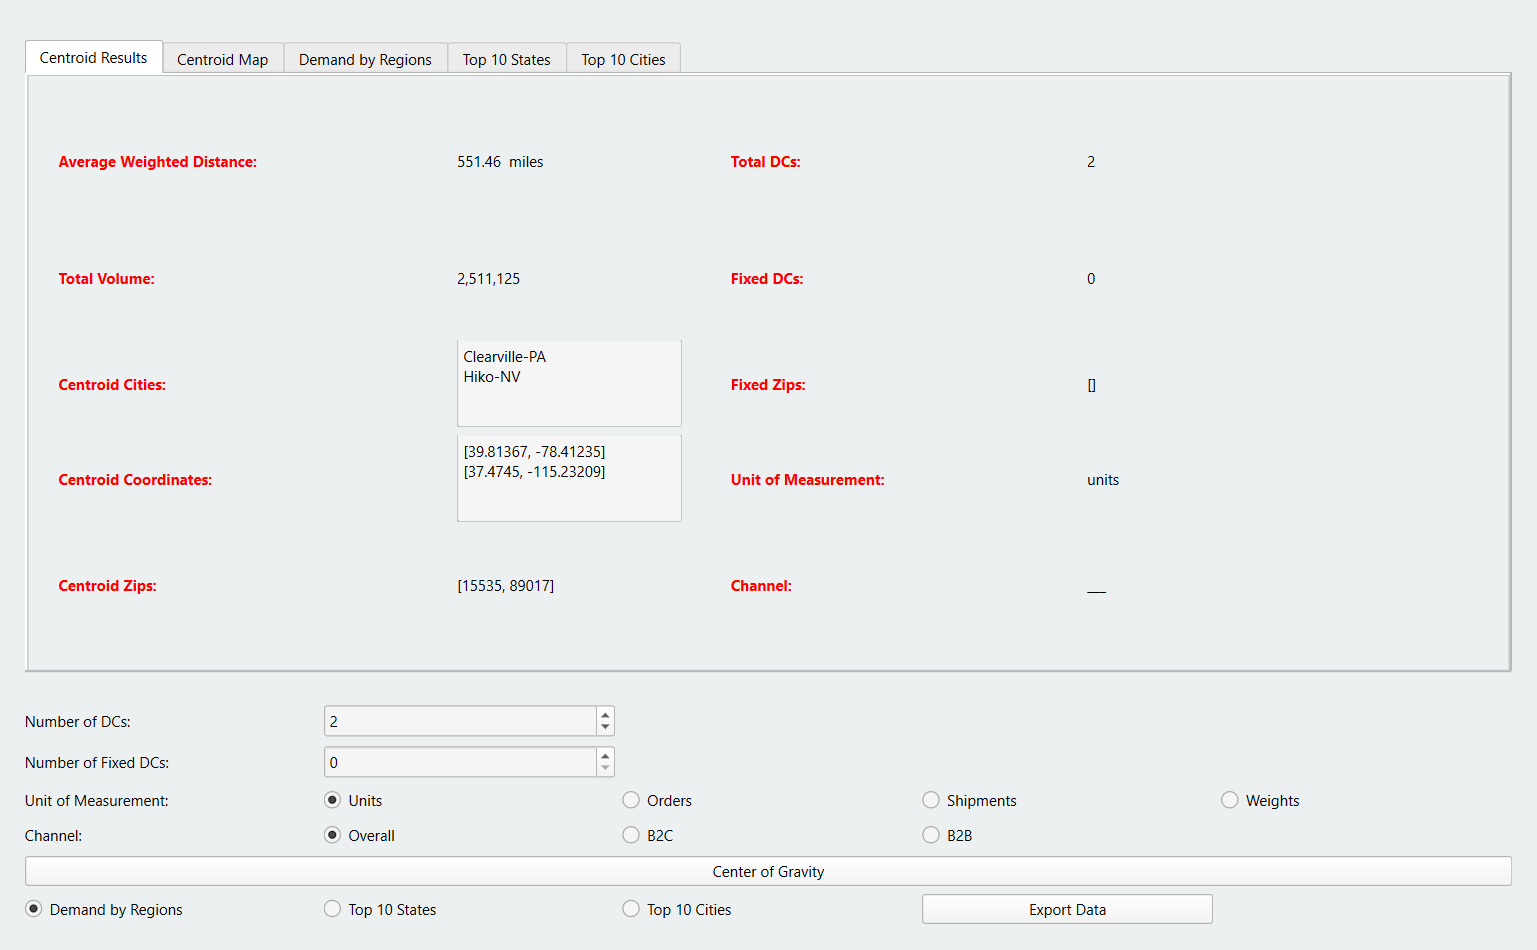 Centroid Results Centroid Map Demand by Regions Top 10 States Top 10 Cities
Average Weighted Distance: 551.46 miles Total DCs: 2
Total Volume: 2,511,125 Fixed DCs: 0
Centroid Cities: Clearville-PA
Hiko-NV
Fixed Zips: []
Centroid Coordinates: [39.81367, -78.41235]
[37.4745, -115.23209]
Unit of Measurement: units
Centroid Zips: [15535, 89017] Channel: ___
Number of DCs: 2
Number of Fixed DCs: 0
Unit of Measurement: Units Orders Shipments Weights
Channel: Overall B2C B2B
Center of Gravity
Demand by Regions Top 10 States Top 10 Cities Export Data